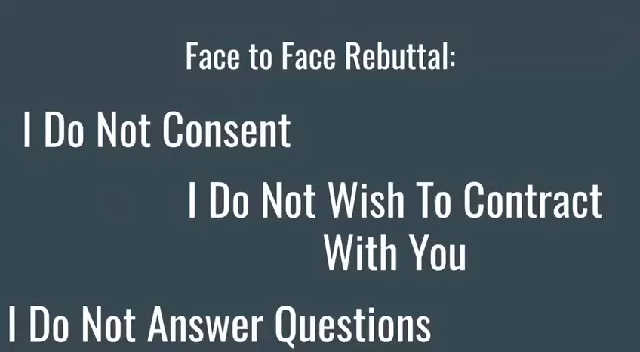 Face to Face Rebuttal:
I Do Not Consent
I Do Not Wish To Contract
With You
I Do Not Answer Questions